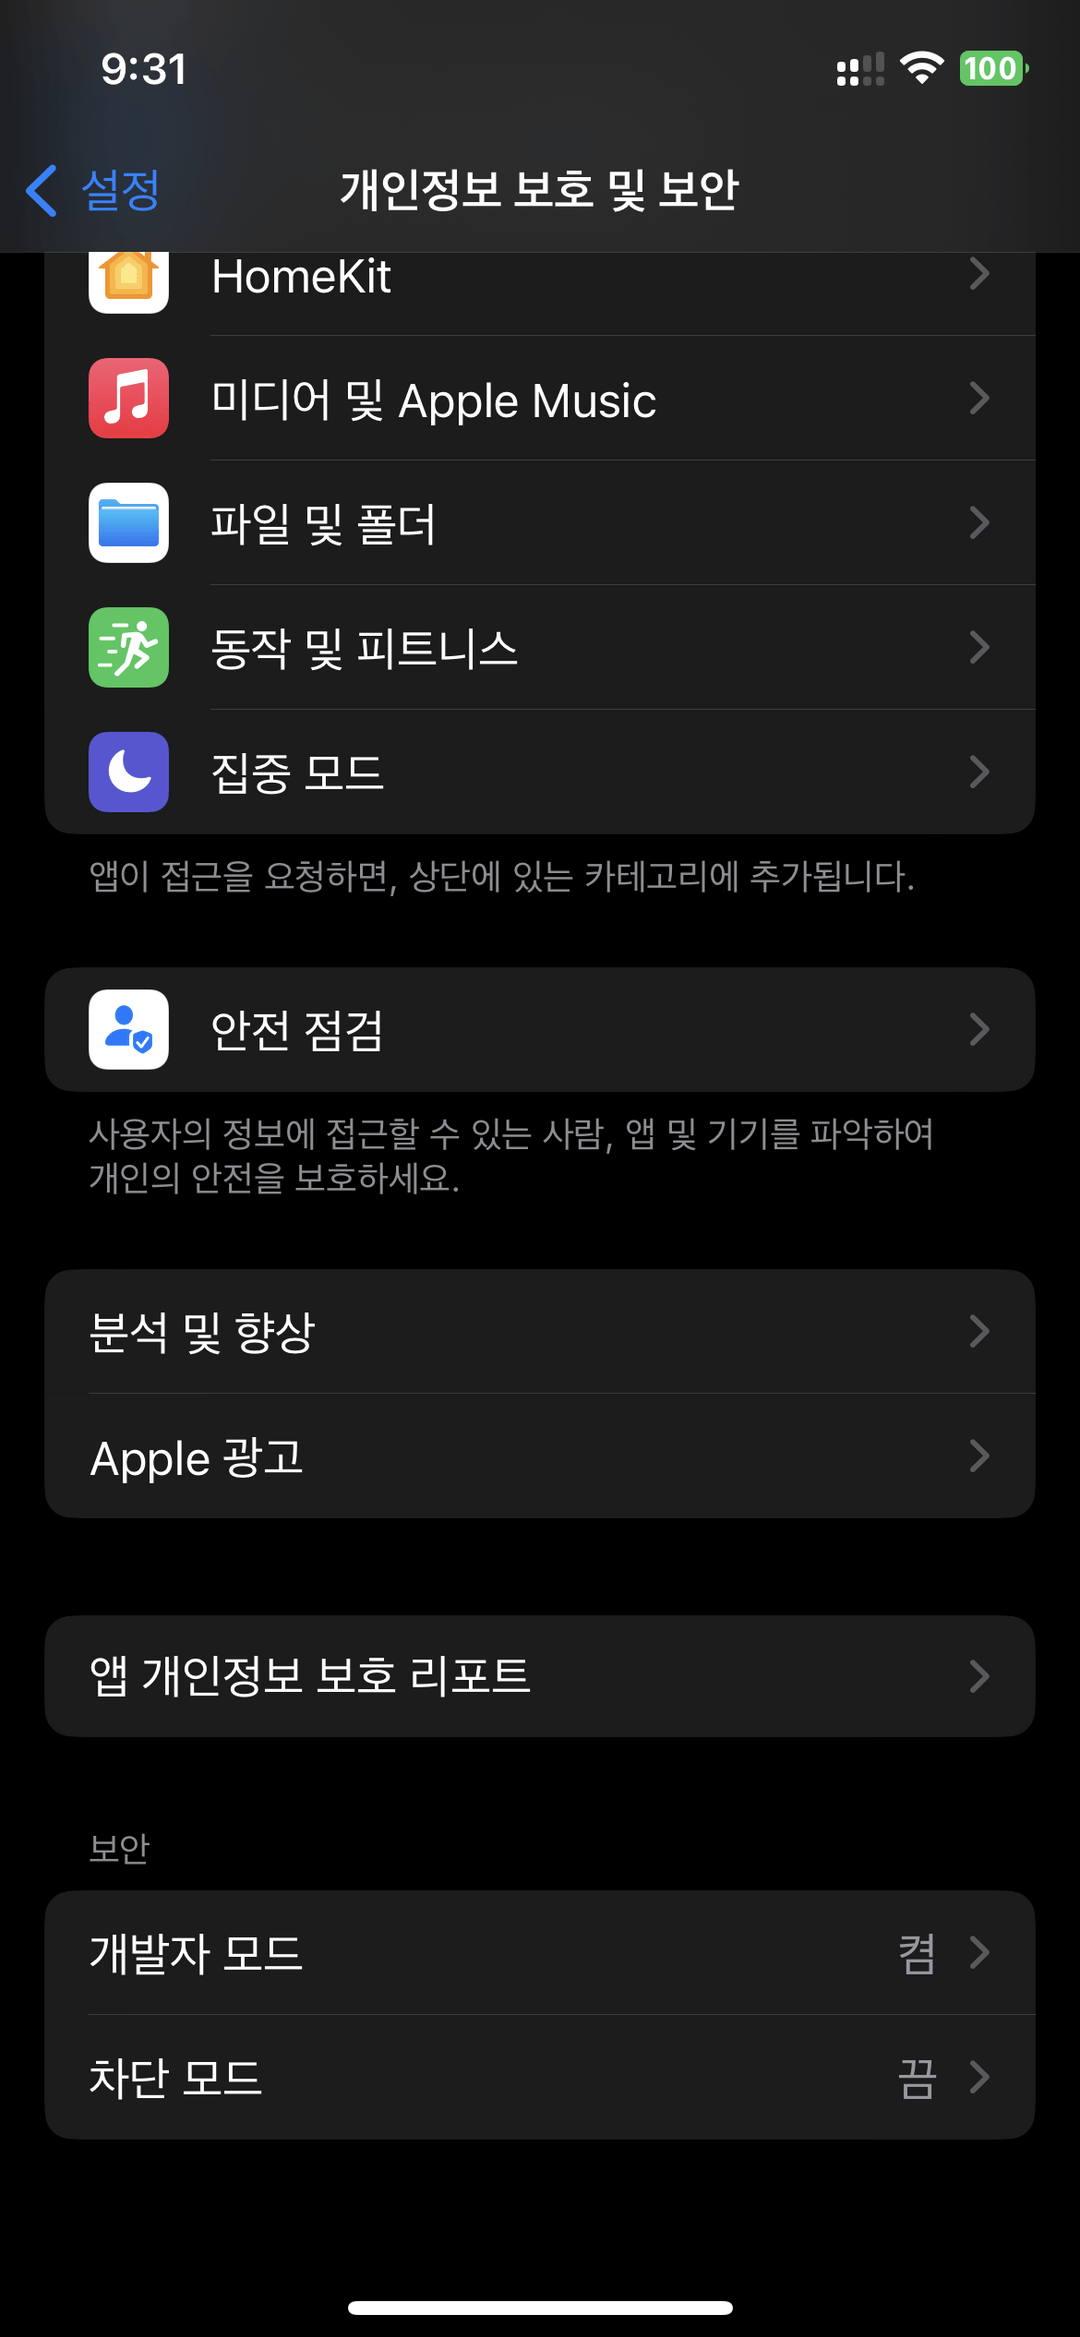 9:31
100
설정
개인정보 보호 및 보안
HomeKit
미디어 및 Apple Music
파일 및 폴더
동작 및 피트니스
집중 모드
앱이 접근을 요청하면, 상단에 있는 카테고리에 추가됩니다.
안전 점검
사용자의 정보에 접근할 수 있는 사람, 앱 및 기기를 파악하여
개인의 안전을 보호하세요.
분석 및 향상
Apple 광고
앱 개인정보 보호 리포트
보안
개발자 모드
켬
차단 모드
끔